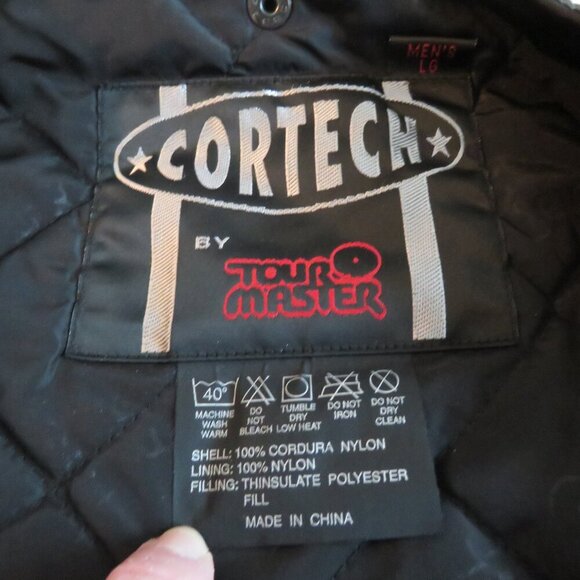 MEN'S
LG
CORTECH
BY
TOUR
MASTER
40°
MACHINE WASH WARM
DO NOT BLEACH
TUMBLE DRY LOW HEAT
DO NOT IRON
DO NOT DRY CLEAN
SHELL: 100% CORDURA NYLON
LINING: 100% NYLON
FILLING: THINSULATE POLYESTER
FILL
MADE IN CHINA